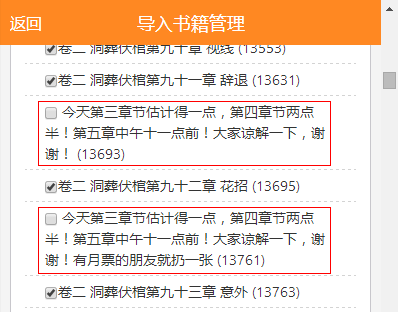 返回
导入书籍管理
卷二 洞葬伏棺第九十章 视线 (13553)
卷二 洞葬伏棺第九十一章 辞退 (13631)
今天第三章节估计得一点，第四章节两点
半！第五章中午十一点前！大家谅解一下，谢
谢！ (13693)
卷二 洞葬伏棺第九十二章 花招 (13695)
今天第三章节估计得一点，第四章节两点
半！第五章中午十一点前！大家谅解一下，谢
谢！有月票的朋友就扔一张 (13761)
卷二 洞葬伏棺第九十三章 意外 (13763)